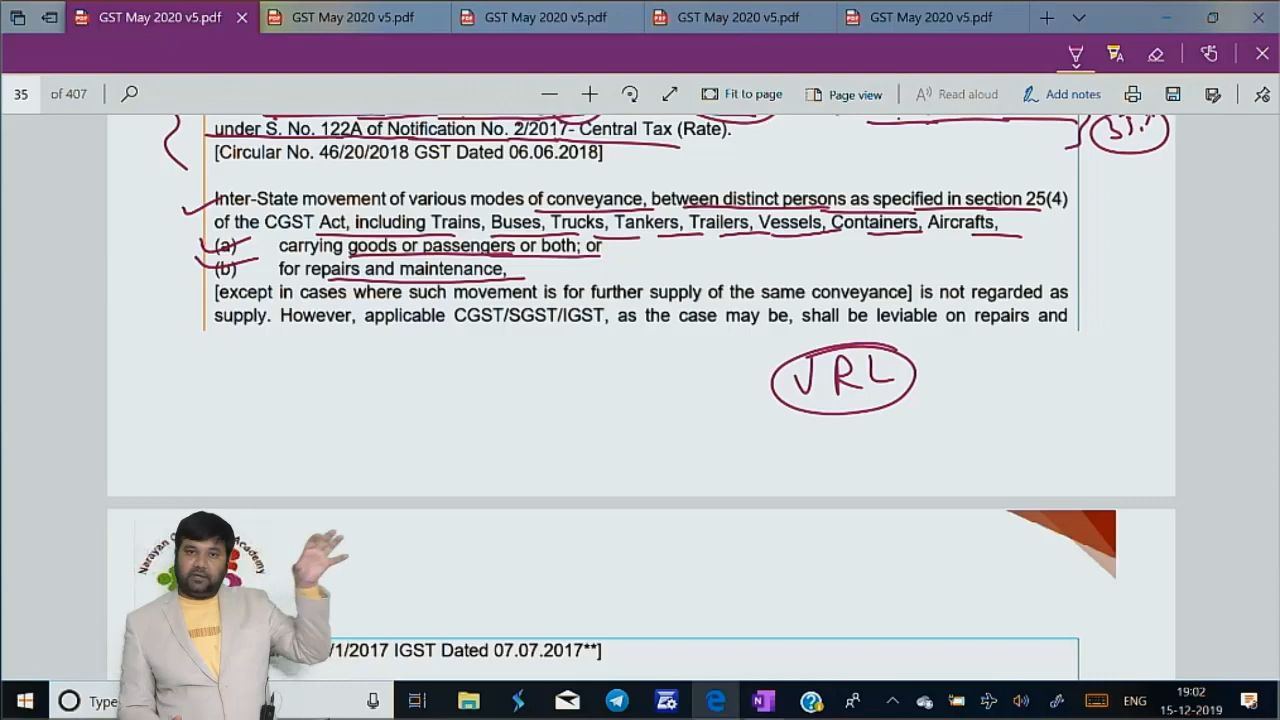 GST May 2020 v5.pdf
GST May 2020 v5.pdf
GST May 2020 v5.pdf
GST May 2020 v5.pdf
GST May 2020 v5.pdf
35 of 407
Fit to page
Page view
Read aloud
Add notes
under S. No. 122A of Notification No. 2/2017- Central Tax (Rate).
[Circular No. 46/20/2018 GST Dated 06.06.2018]
Inter-State movement of various modes of conveyance, between distinct persons as specified in section 25(4)
of the CGST Act, including Trains, Buses, Trucks, Tankers, Trailers, Vessels, Containers, Aircrafts,
(a) carrying goods or passengers or both; or
(b) for repairs and maintenance,
[except in cases where such movement is for further supply of the same conveyance] is not regarded as
supply. However, applicable CGST/SGST/IGST, as the case may be, shall be leviable on repairs and
VRL
Narayan
Academy
/1/2017 IGST Dated 07.07.2017**]
Type
ENG
19:02
15-12-2019